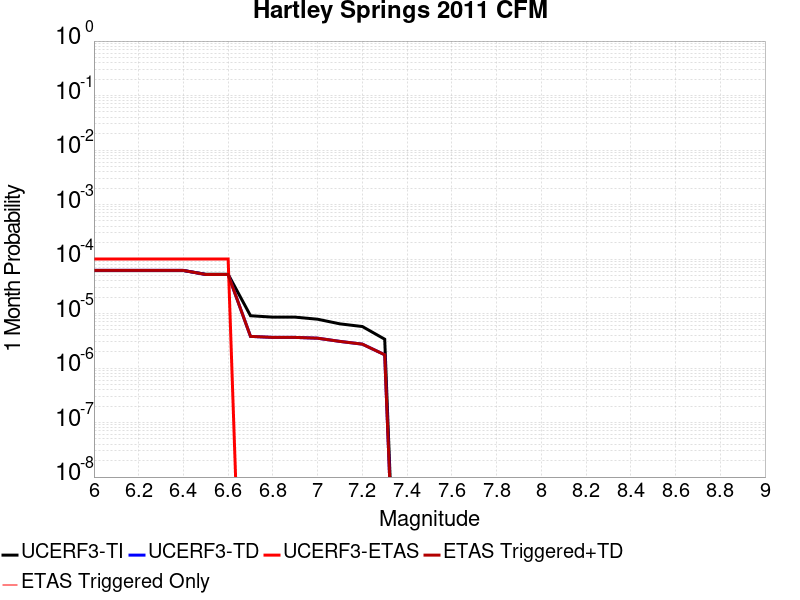 Hartley Springs 2011 CFM
1 Month Probability
10^0
10^-1
10^-2
10^-3
10^-4
10^-5
10^-6
10^-7
10^-8
6 6.2 6.4 6.6 6.8 7 7.2 7.4 7.6 7.8 8 8.2 8.4 8.6 8.8 9
Magnitude
UCERF3-TI UCERF3-TD UCERF3-ETAS ETAS Triggered+TD
ETAS Triggered Only